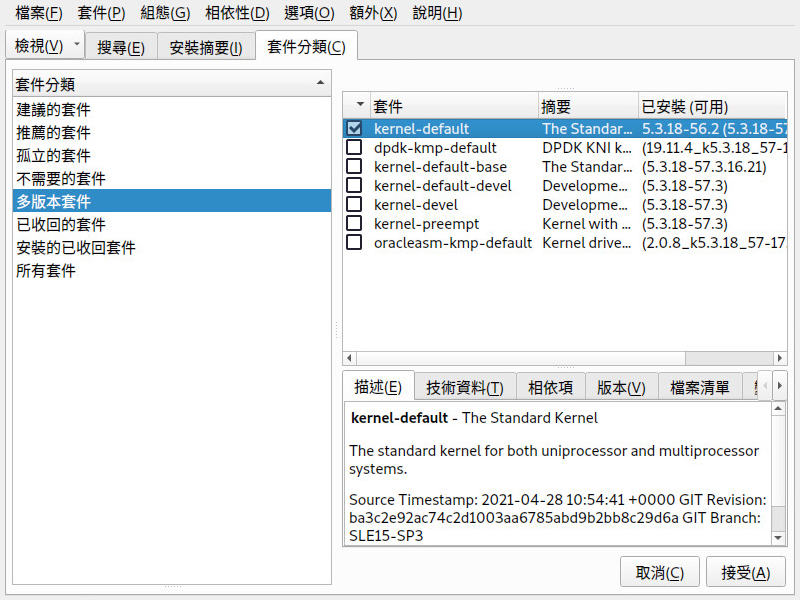 檔案(F) 套件(P) 組態(G) 相依性(D) 選項(O) 額外(X) 說明(H)
檢視(V) 搜尋(E) 安裝摘要(I) 套件分類(C)
套件分類
建議的套件
推薦的套件
孤立的套件
不需要的套件
多版本套件
已收回的套件
安裝的已收回套件
所有套件
套件 摘要 已安裝 (可用)
kernel-default The Standar... 5.3.18-56.2 (5.3.18-57
dpdk-kmp-default DPDK KNI k... (19.11.4_k5.3.18_57-1
kernel-default-base The Standar... (5.3.18-57.3.16.21)
kernel-default-devel Developme... (5.3.18-57.3)
kernel-devel Developme... (5.3.18-57.3)
kernel-preempt Kernel with ... (5.3.18-57.3)
oracleasm-kmp-default Kernel drive... (2.0.8_k5.3.18_57-17
描述(E) 技術資料(T) 相依項 版本(V) 檔案清單
kernel-default - The Standard Kernel
The standard kernel for both uniprocessor and multiprocessor
systems.
Source Timestamp: 2021-04-28 10:54:41 +0000 GIT Revision:
ba3c2e92ac74c2d1003aa6785abd9b2bb8c29d6a GIT Branch:
SLE15-SP3
取消(C) 接受(A)